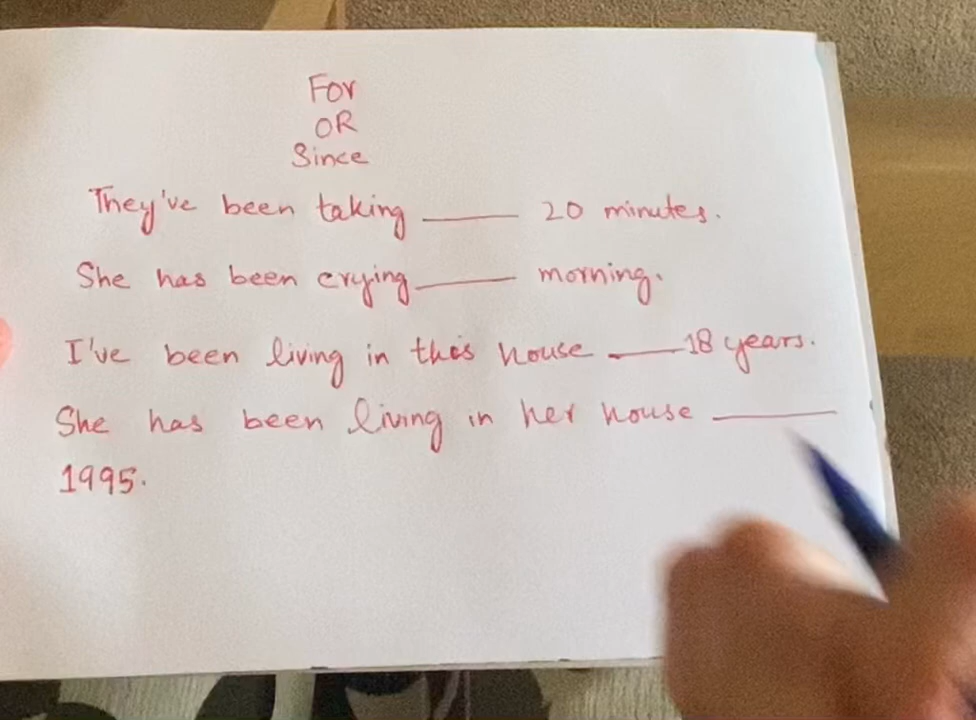 For
OR
Since
They've been taking ____ 20 minutes.
She has been crying ____ morning.
I've been living in this house ____ 18 years.
She has been living in her house ____
1995.